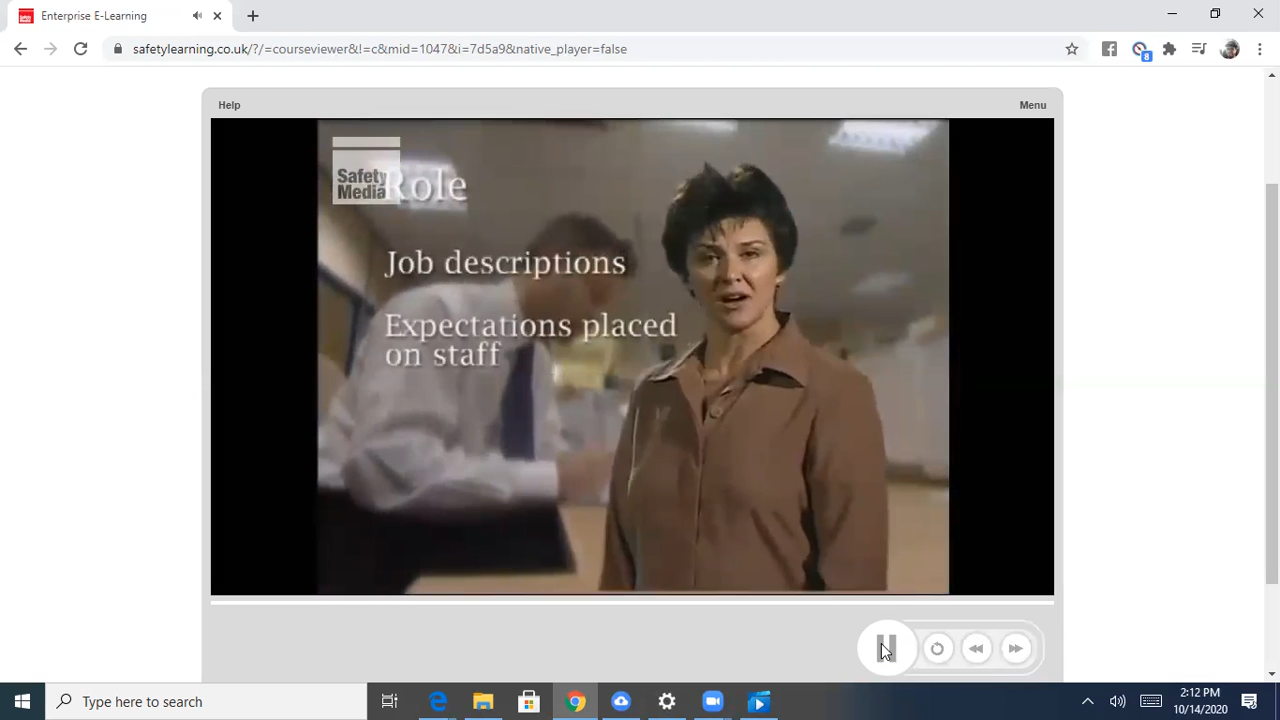 Enterprise E-Learning
safetylearning.co.uk/?/=courseviewer&!=c&mid=1047&i=7d5a9&native_player=false
8
Help
Menu
Safety
Media
Role
Job descriptions
Expectations placed
on staff
Type here to search
2:12 PM
10/14/2020